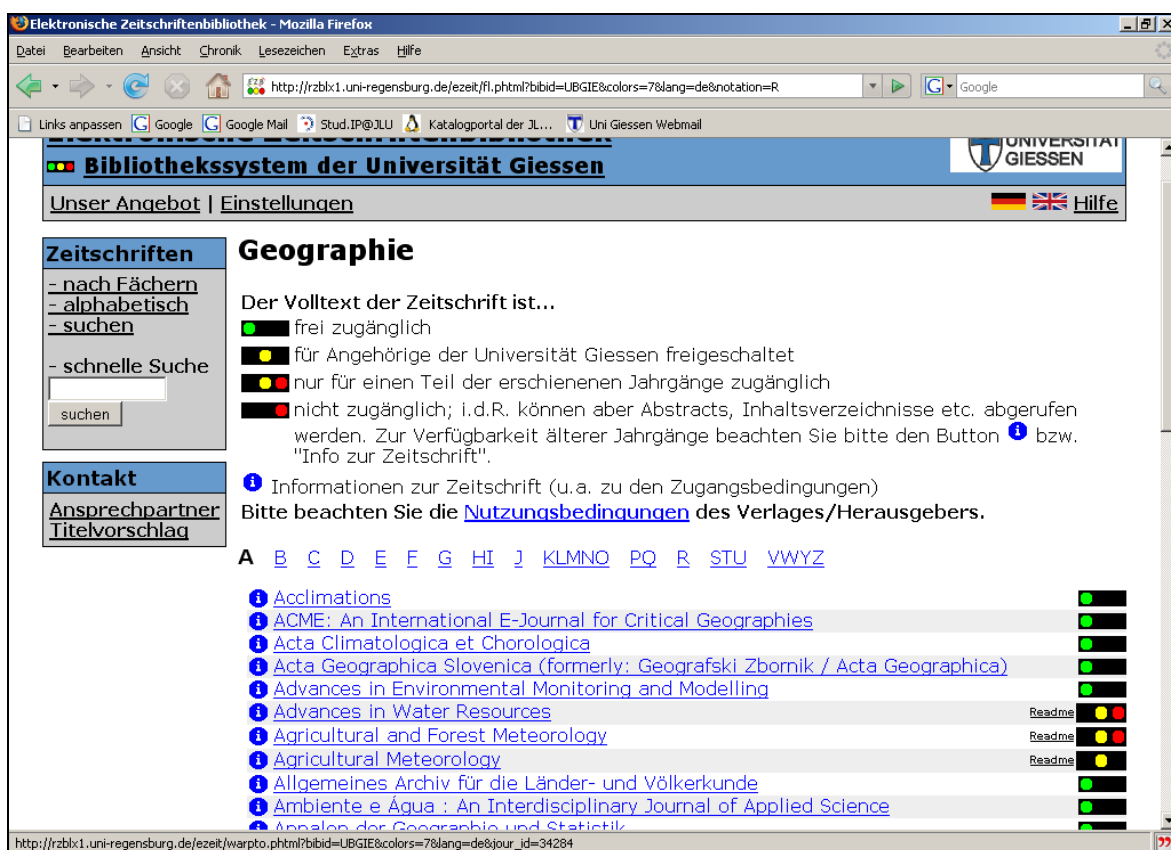 Elektronische Zeitschriftenbibliothek - Mozilla Firefox
Datei Bearbeiten Ansicht Chronik Lesezeichen Extras Hilfe
http://rzblx1.uni-regensburg.de/ezeit/fl.phtml?bibid=UBGIE&colors=7&lang=de&notation=R
Google
Links anpassen Google Google Mail Stud.IP@JLU Katalogportal der JL... Uni Giessen Webmail
Elektronische Zeitschriftenbibliothek
Bibliothekssystem der Universität Giessen
UNIVERSITÄT
GIESSEN
Unser Angebot | Einstellungen
Hilfe
Zeitschriften
- nach Fächern
- alphabetisch
- suchen
- schnelle Suche
suchen
Kontakt
Ansprechpartner
Titelvorschlag
Geographie
Der Volltext der Zeitschrift ist...
frei zugänglich
für Angehörige der Universität Giessen freigeschaltet
nur für einen Teil der erschienenen Jahrgänge zugänglich
nicht zugänglich; i.d.R. können aber Abstracts, Inhaltsverzeichnisse etc. abgerufen
werden. Zur Verfügbarkeit älterer Jahrgänge beachten Sie bitte den Button i bzw.
"Info zur Zeitschrift".
i Informationen zur Zeitschrift (u.a. zu den Zugangsbedingungen)
Bitte beachten Sie die Nutzungsbedingungen des Verlages/Herausgebers.
A B C D E F G HI J KLMNO PQ R STU VWYZ
i Acclimations
i ACME: An International E-Journal for Critical Geographies
i Acta Climatologica et Chorologica
i Acta Geographica Slovenica (formerly: Geografski Zbornik / Acta Geographica)
i Advances in Environmental Monitoring and Modelling
i Advances in Water Resources Readme
i Agricultural and Forest Meteorology Readme
i Agricultural Meteorology Readme
i Allgemeines Archiv für die Länder- und Völkerkunde
i Ambiente e Água : An Interdisciplinary Journal of Applied Science
i Annalen der Geographie und Statistik
http://rzblx1.uni-regensburg.de/ezeit/warpto.phtml?bibid=UBGIE&colors=7&lang=de&jour_id=34284